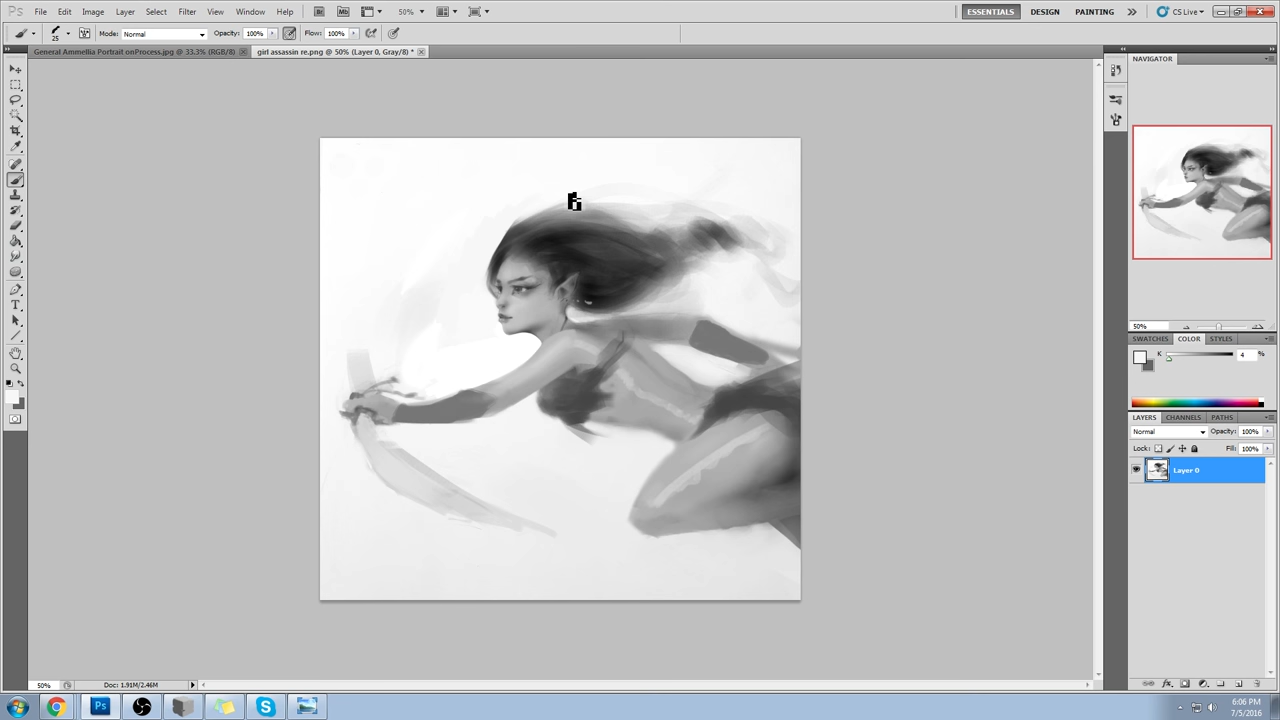 Ps File Edit Image Layer Select Filter View Window Help 50% ESSENTIALS DESIGN PAINTING CS Live
25 Mode: Normal Opacity: 100% Flow: 100%
General Ammellia Portrait onProcess.jpg @ 33.3% (RGB/8) girl assassin re.png @ 50% (Layer 0, Gray/8) *
NAVIGATOR
50%
SWATCHES COLOR STYLES
K 4 %
LAYERS CHANNELS PATHS
Normal Opacity: 100%
Lock: Fill: 100%
Layer 0
50% Doc: 1.91M/2.46M
6:06 PM
7/5/2016